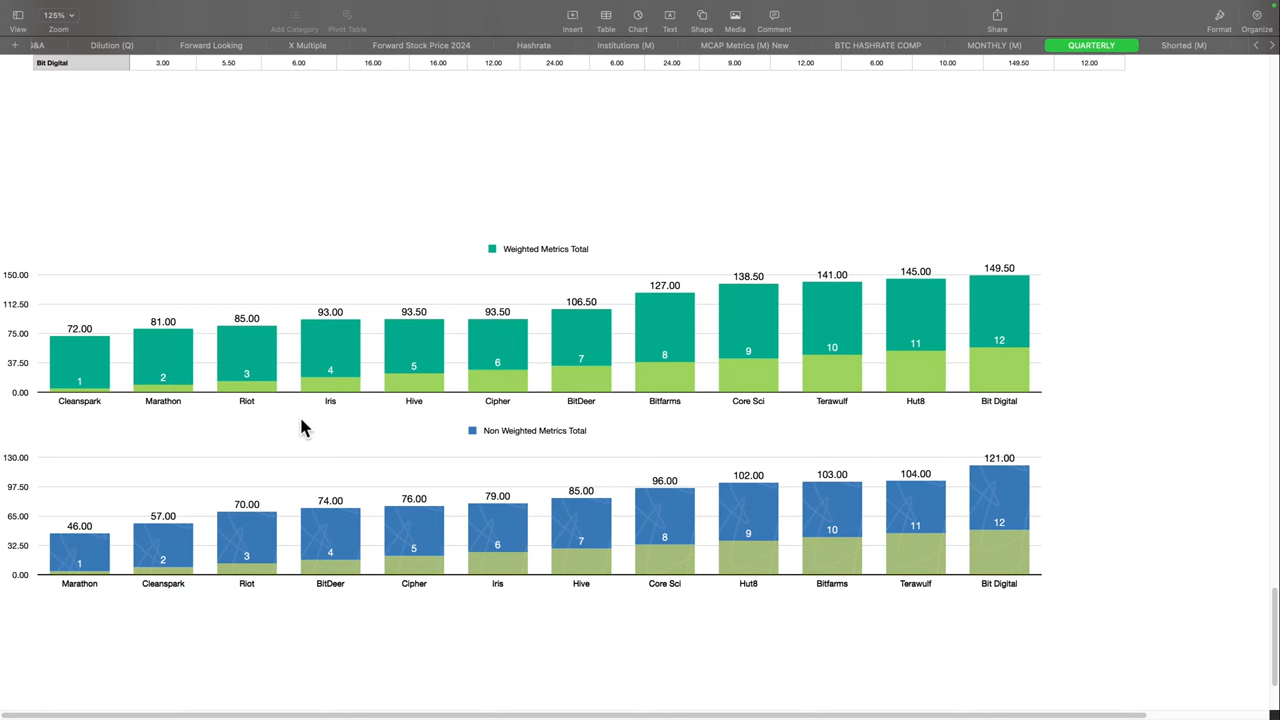 125%
View Zoom Add Category Pivot Table Insert Table Chart Text Shape Media Comment Share Format Organize
&A Dilution (Q) Forward Looking X Multiple Forward Stock Price 2024 Hashrate Institutions (M) MCAP Metrics (M) New BTC HASHRATE COMP MONTHLY (M) QUARTERLY Shorted (M)
Bit Digital 3.00 5.50 6.00 16.00 16.00 12.00 24.00 6.00 24.00 9.00 12.00 6.00 10.00 149.50 12.00
Weighted Metrics Total
150.00
112.50
75.00
37.50
0.00
72.00 81.00 85.00 93.00 93.50 93.50 106.50 127.00 138.50 141.00 145.00 149.50
1 2 3 4 5 6 7 8 9 10 11 12
Cleanspark Marathon Riot Iris Hive Cipher BitDeer Bitfarms Core Sci Terawulf Hut8 Bit Digital
Non Weighted Metrics Total
130.00
97.50
65.00
32.50
0.00
46.00 57.00 70.00 74.00 76.00 79.00 85.00 96.00 102.00 103.00 104.00 121.00
1 2 3 4 5 6 7 8 9 10 11 12
Marathon Cleanspark Riot BitDeer Cipher Iris Hive Core Sci Hut8 Bitfarms Terawulf Bit Digital